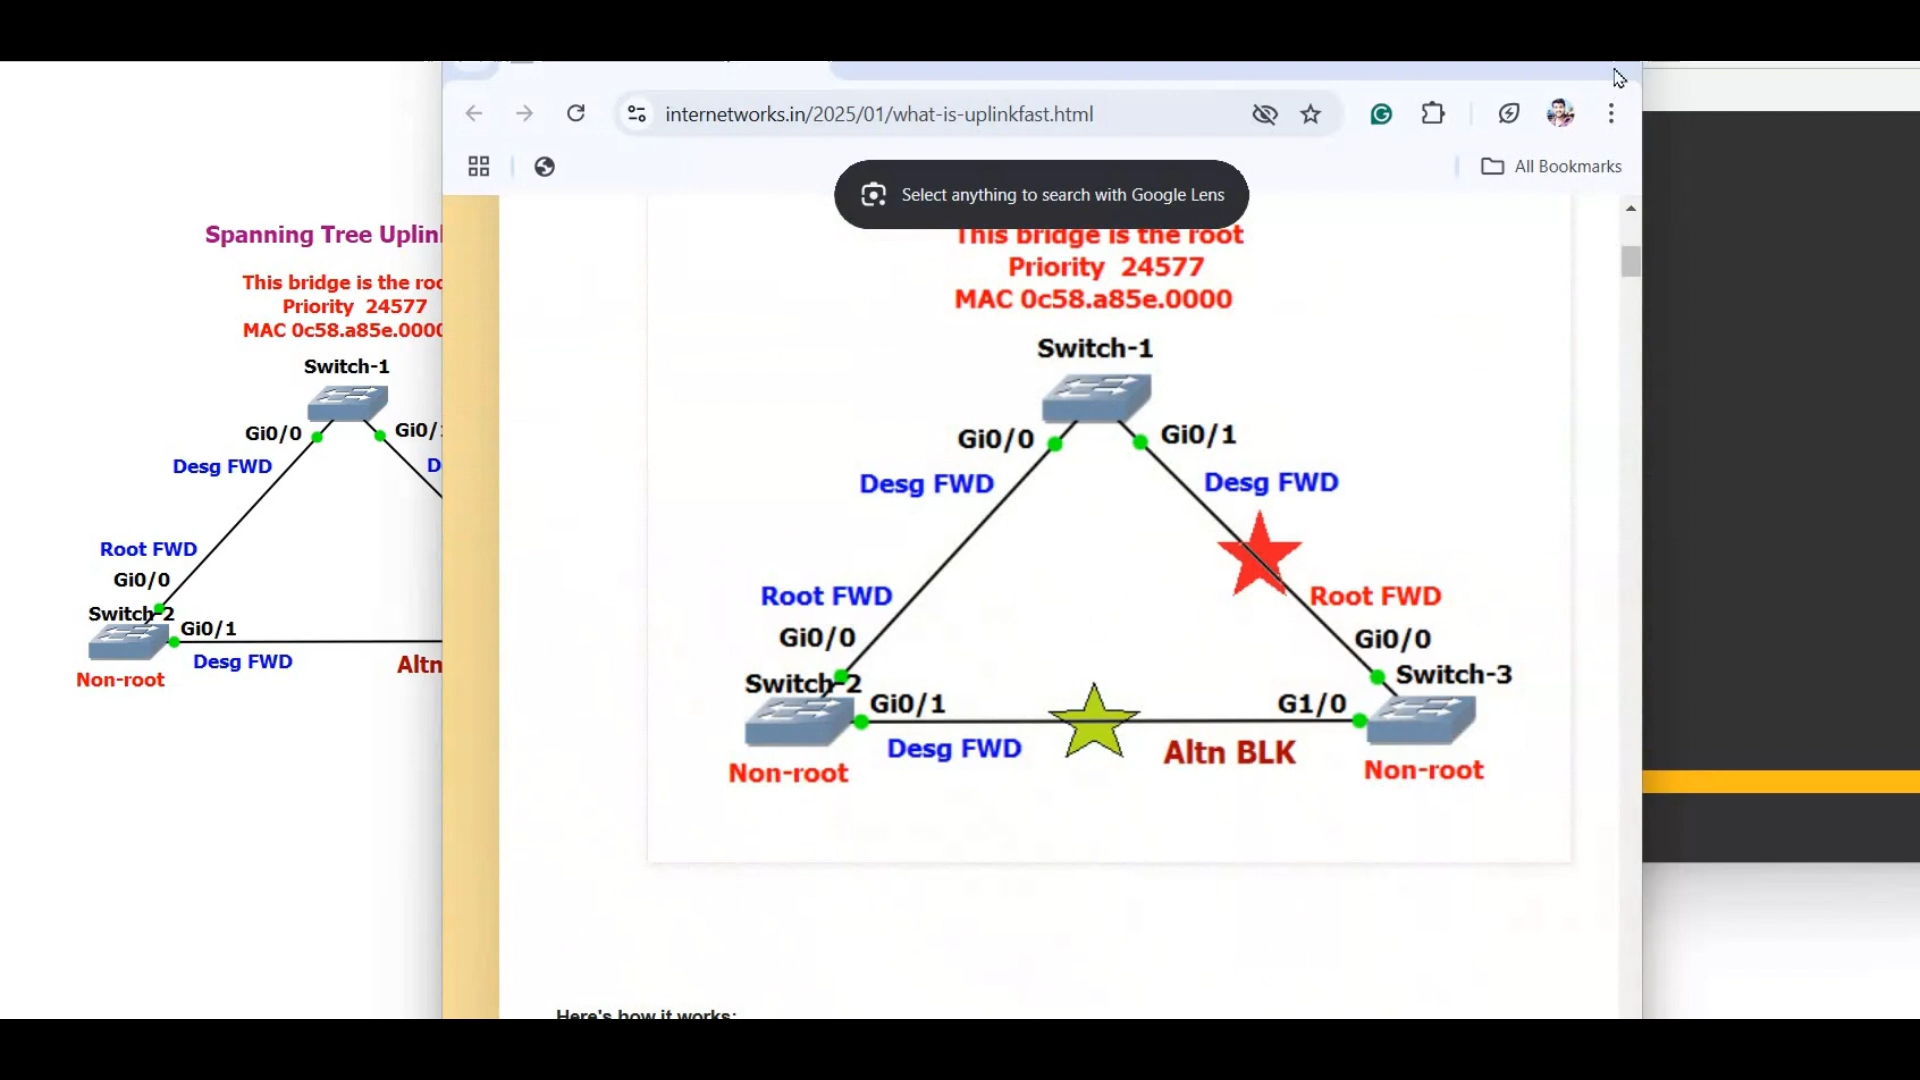 internetworks.in/2025/01/what-is-uplinkfast.html
All Bookmarks
Select anything to search with Google Lens
Spanning Tree Uplin
This bridge is the roo
Priority 24577
MAC 0c58.a85e.0000
Switch-1
Gi0/0
Gi0/
Desg FWD
D
Root FWD
Gi0/0
Switch-2
Gi0/1
Desg FWD
Altn
Non-root
This bridge is the root
Priority 24577
MAC 0c58.a85e.0000
Switch-1
Gi0/0
Gi0/1
Desg FWD
Desg FWD
Root FWD
Root FWD
Gi0/0
Gi0/0
Switch-2
Switch-3
Gi0/1
G1/0
Desg FWD
Altn BLK
Non-root
Non-root
Here's how it works: